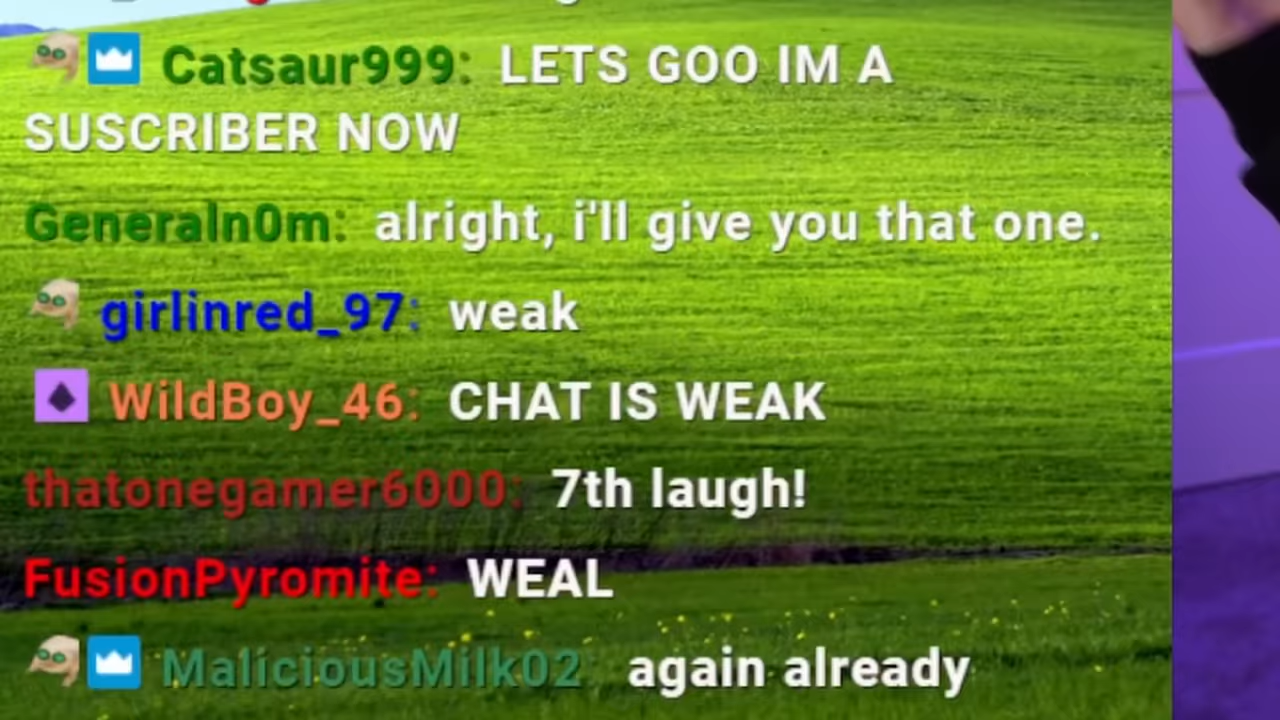 Catsaur999: LETS GOO IM A
SUSCRIBER NOW
Generaln0m: alright, i'll give you that one.
girlinred_97: weak
WildBoy_46: CHAT IS WEAK
thatonegamer6000: 7th laugh!
FusionPyromite: WEAL
MaliciousMilk02: again already